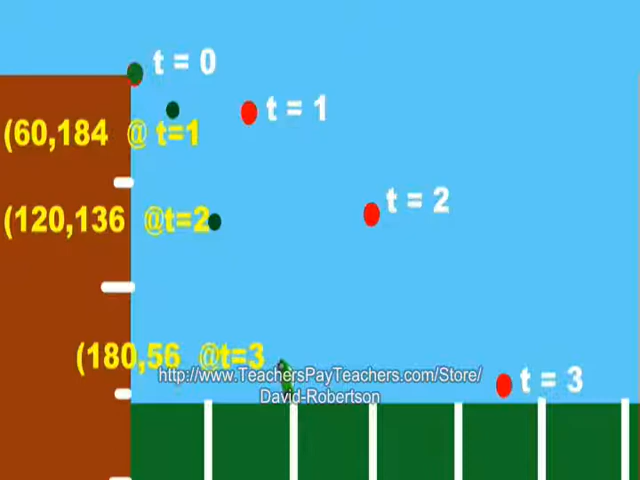 t = 0
t = 1
(60,184 @ t=1
t = 2
(120,136 @t=2
(180,56 @t=3
http://www.TeachersPayTeachers.com/Store/
David-Robertson
t = 3